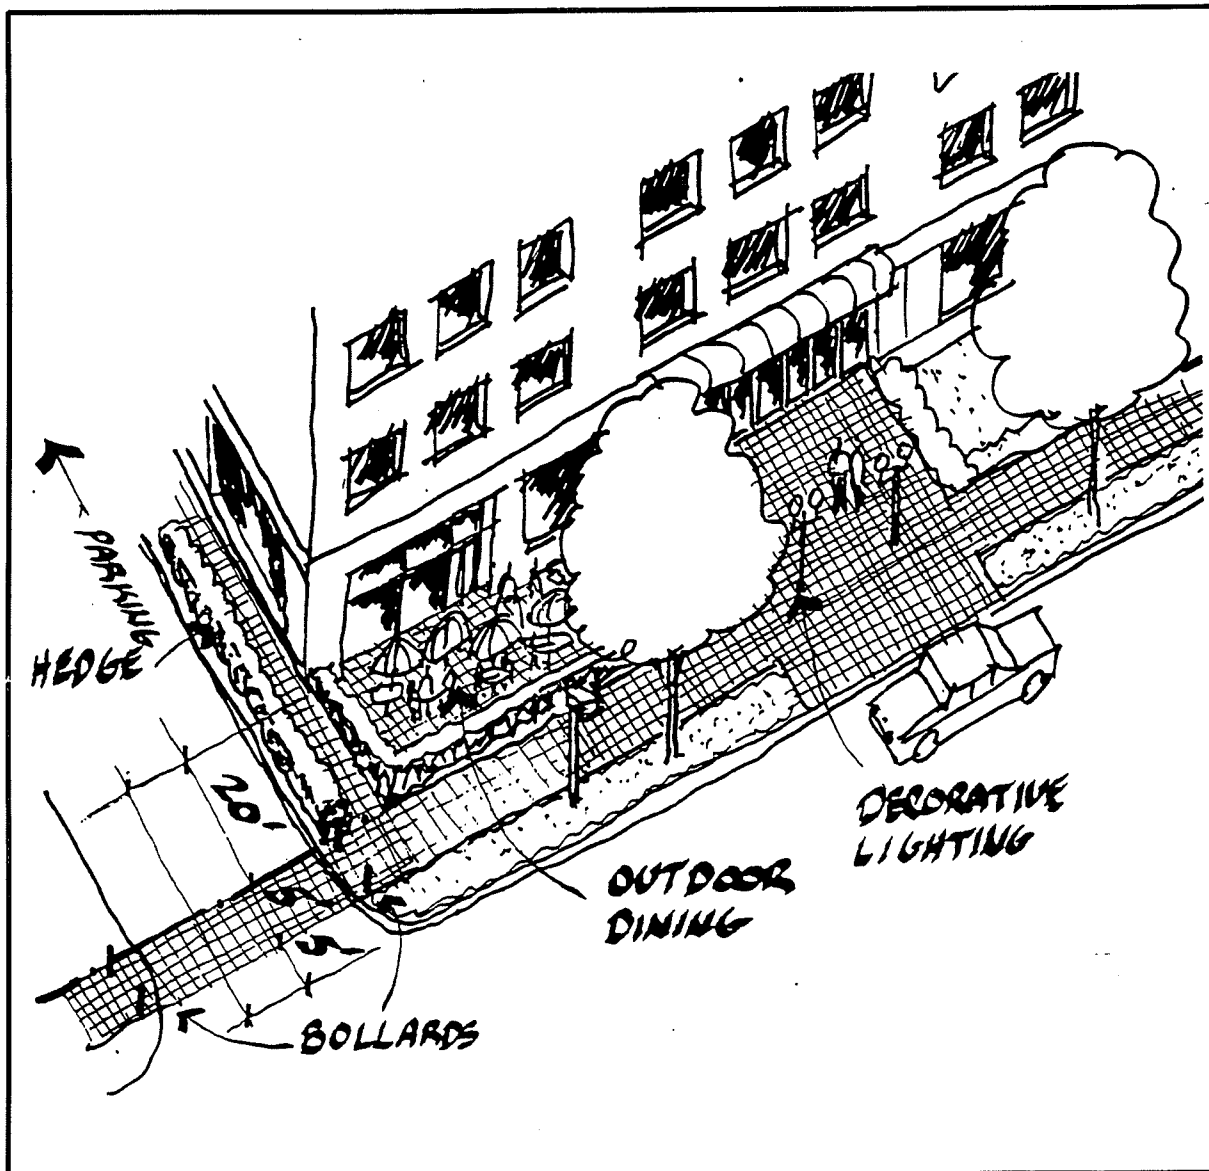 PARKING
HEDGE
20'
5'
5'
DECORATIVE
LIGHTING
OUTDOOR
DINING
BOLLARDS